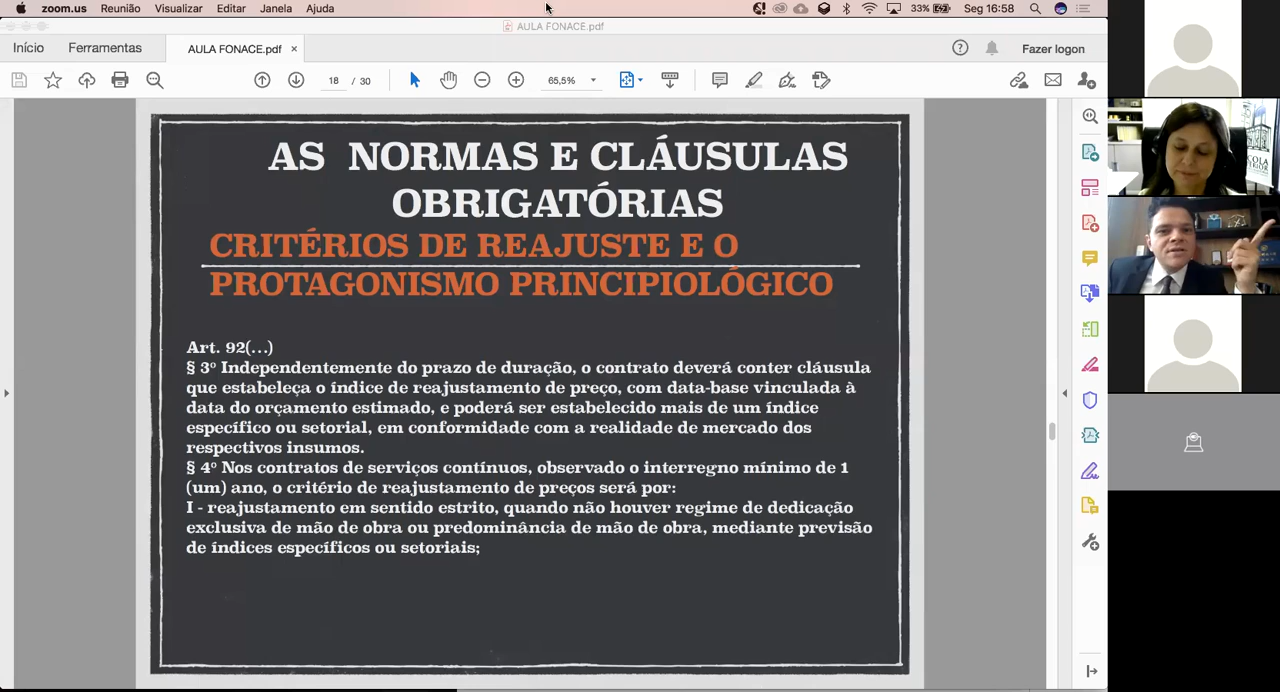 zoom.us Reunião Visualizar Editar Janela Ajuda 33% Seg 16:58
AULA FONACE.pdf
Início Ferramentas AULA FONACE.pdf × Fazer logon
18 / 30 65,5%
AS NORMAS E CLÁUSULAS
OBRIGATÓRIAS
CRITÉRIOS DE REAJUSTE E O
PROTAGONISMO PRINCIPIOLÓGICO
Art. 92(...)
§ 3º Independentemente do prazo de duração, o contrato deverá conter cláusula
que estabeleça o índice de reajustamento de preço, com data-base vinculada à
data do orçamento estimado, e poderá ser estabelecido mais de um índice
específico ou setorial, em conformidade com a realidade de mercado dos
respectivos insumos.
§ 4º Nos contratos de serviços contínuos, observado o interregno mínimo de 1
(um) ano, o critério de reajustamento de preços será por:
I - reajustamento em sentido estrito, quando não houver regime de dedicação
exclusiva de mão de obra ou predominância de mão de obra, mediante previsão
de índices específicos ou setoriais;